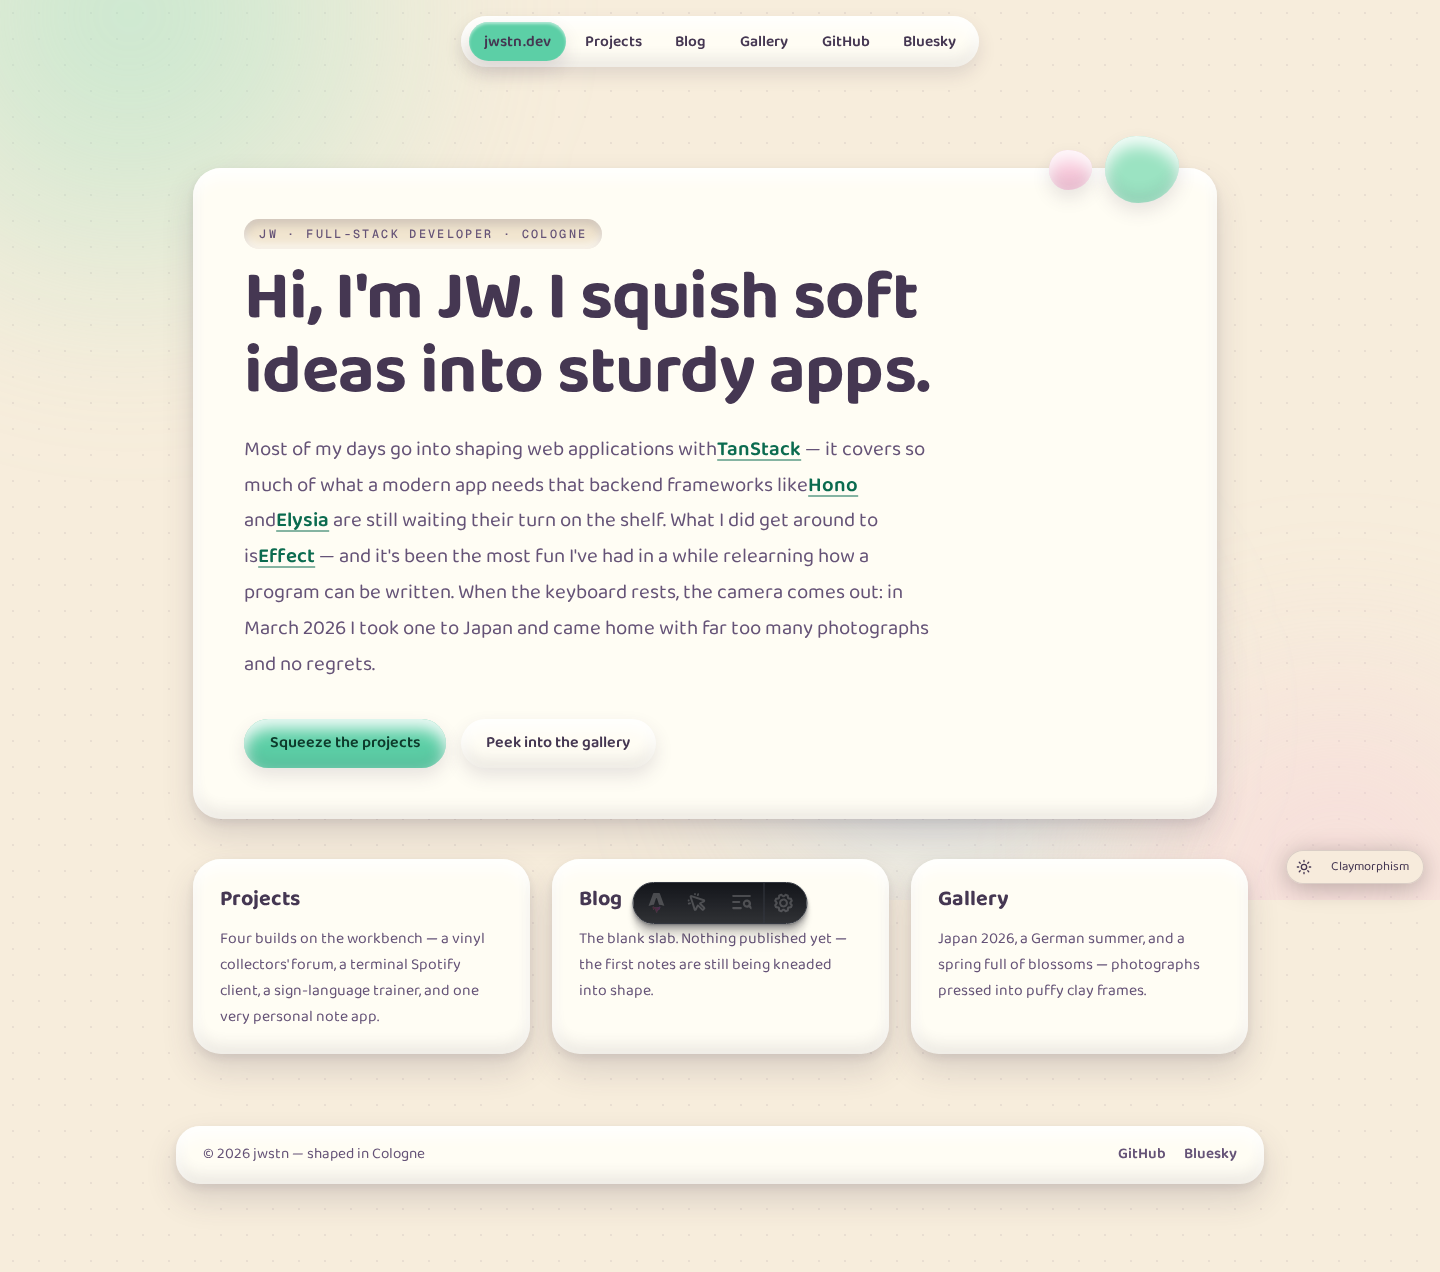 jwstn.dev Projects Blog Gallery GitHub Bluesky
JW · FULL-STACK DEVELOPER · COLOGNE
Hi, I'm JW. I squish soft
ideas into sturdy apps.
Most of my days go into shaping web applications withTanStack — it covers so
much of what a modern app needs that backend frameworks likeHono
andElysia are still waiting their turn on the shelf. What I did get around to
isEffect — and it's been the most fun I've had in a while relearning how a
program can be written. When the keyboard rests, the camera comes out: in
March 2026 I took one to Japan and came home with far too many photographs
and no regrets.
Squeeze the projects
Peek into the gallery
Claymorphism
Projects
Four builds on the workbench — a vinyl
collectors' forum, a terminal Spotify
client, a sign-language trainer, and one
very personal note app.
Blog
The blank slab. Nothing published yet —
the first notes are still being kneaded
into shape.
Gallery
Japan 2026, a German summer, and a
spring full of blossoms — photographs
pressed into puffy clay frames.
© 2026 jwstn — shaped in Cologne
GitHub Bluesky